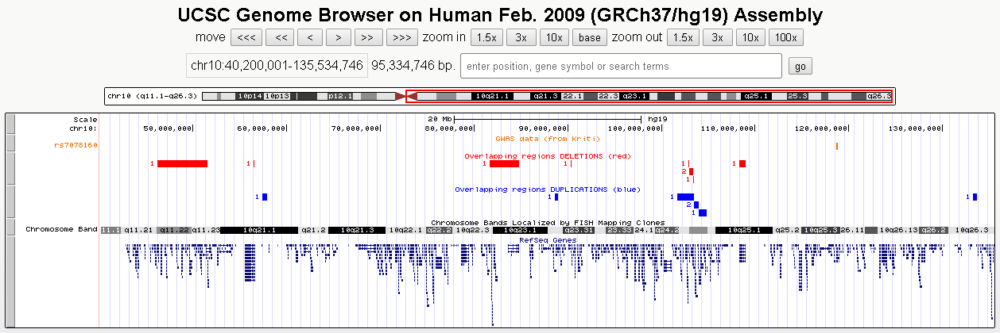 UCSC Genome Browser on Human Feb. 2009 (GRCh37/hg19) Assembly
move <<< << < > >> >>> zoom in 1.5x 3x 10x base zoom out 1.5x 3x 10x 100x
chr10:40,200,001-135,534,746 95,334,746 bp. enter position, gene symbol or search terms go
chr10 (q11.1-q26.3) 10p14 10p13 p12.1 10q21.1 q21.3 22.1 22.3 q23.1 q25.1 25.3 q26.3
Scale 20 Mb hg19
chr10: 50,000,000 60,000,000 70,000,000 80,000,000 90,000,000 100,000,000 110,000,000 120,000,000 130,000,000
GWAS data (from Kriti)
rs7078160
Overlapping regions DELETIONS (red)
1 1 1 1 1 1
2
1
Overlapping regions DUPLICATIONS (blue)
1 1 1 1
2
1
Chromosome Bands Localized by FISH Mapping Clones
Chromosome Band 11.1 q11.21 q11.22 q11.23 10q21.1 q21.2 10q21.3 10q22.1 q22.2 10q22.3 10q23.1 q23.31 23.33 24.1 q24.2 10q25.1 q25.2 10q25.3 26.11 10q26.13 q26.2 10q26.3
RefSeq Genes